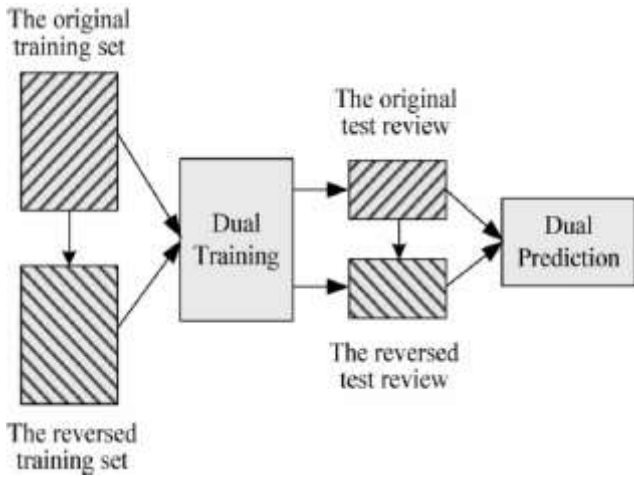 The original
training set
The original
test review
Dual
Training
Dual
Prediction
The reversed
test review
The reversed
training set